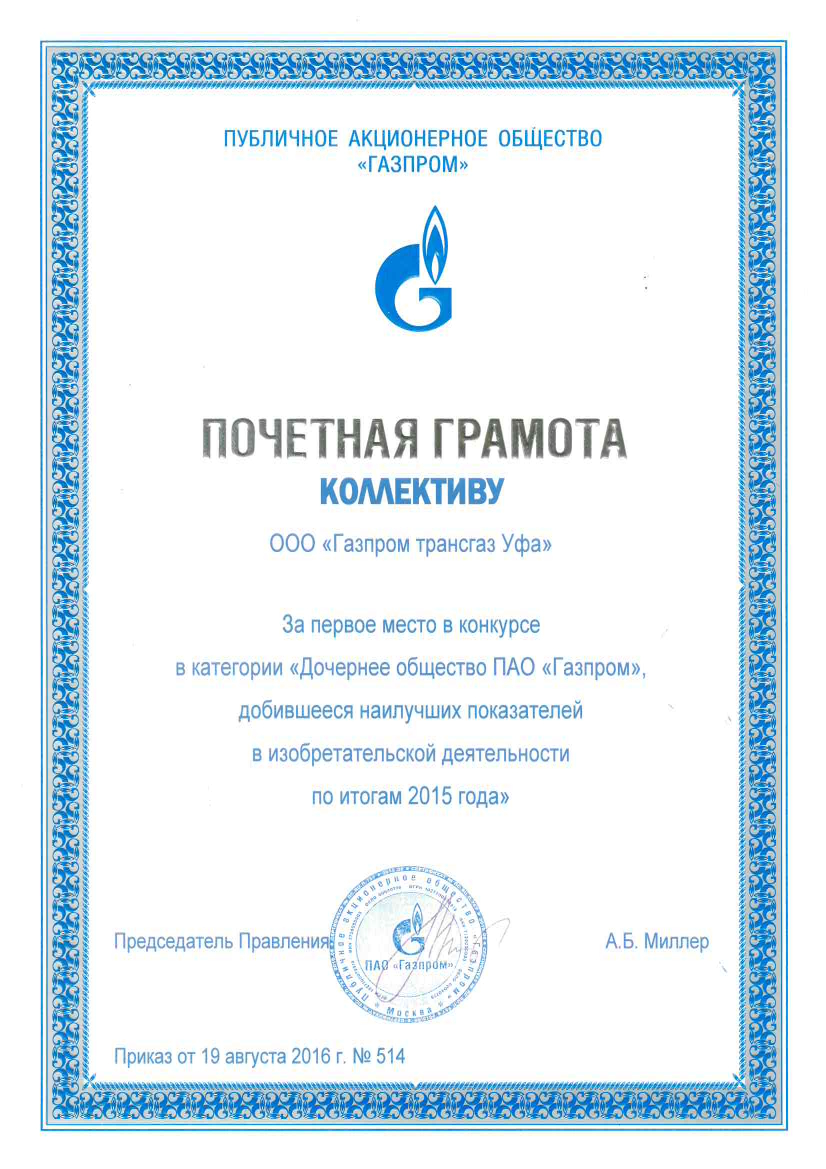 ПУБЛИЧНОЕ АКЦИОНЕРНОЕ ОБЩЕСТВО
«ГАЗПРОМ»
ПОЧЕТНАЯ ГРАМОТА
КОЛЛЕКТИВУ
ООО «Газпром трансгаз Уфа»
За первое место в конкурсе
в категории «Дочернее общество ПАО «Газпром»,
добившееся наилучших показателей
в изобретательской деятельности
по итогам 2015 года»
Председатель Правления
Публичное акционерное общество «Газпром»
ПАО «Газпром»
Москва
А.Б. Миллер
Приказ от 19 августа 2016 г. № 514